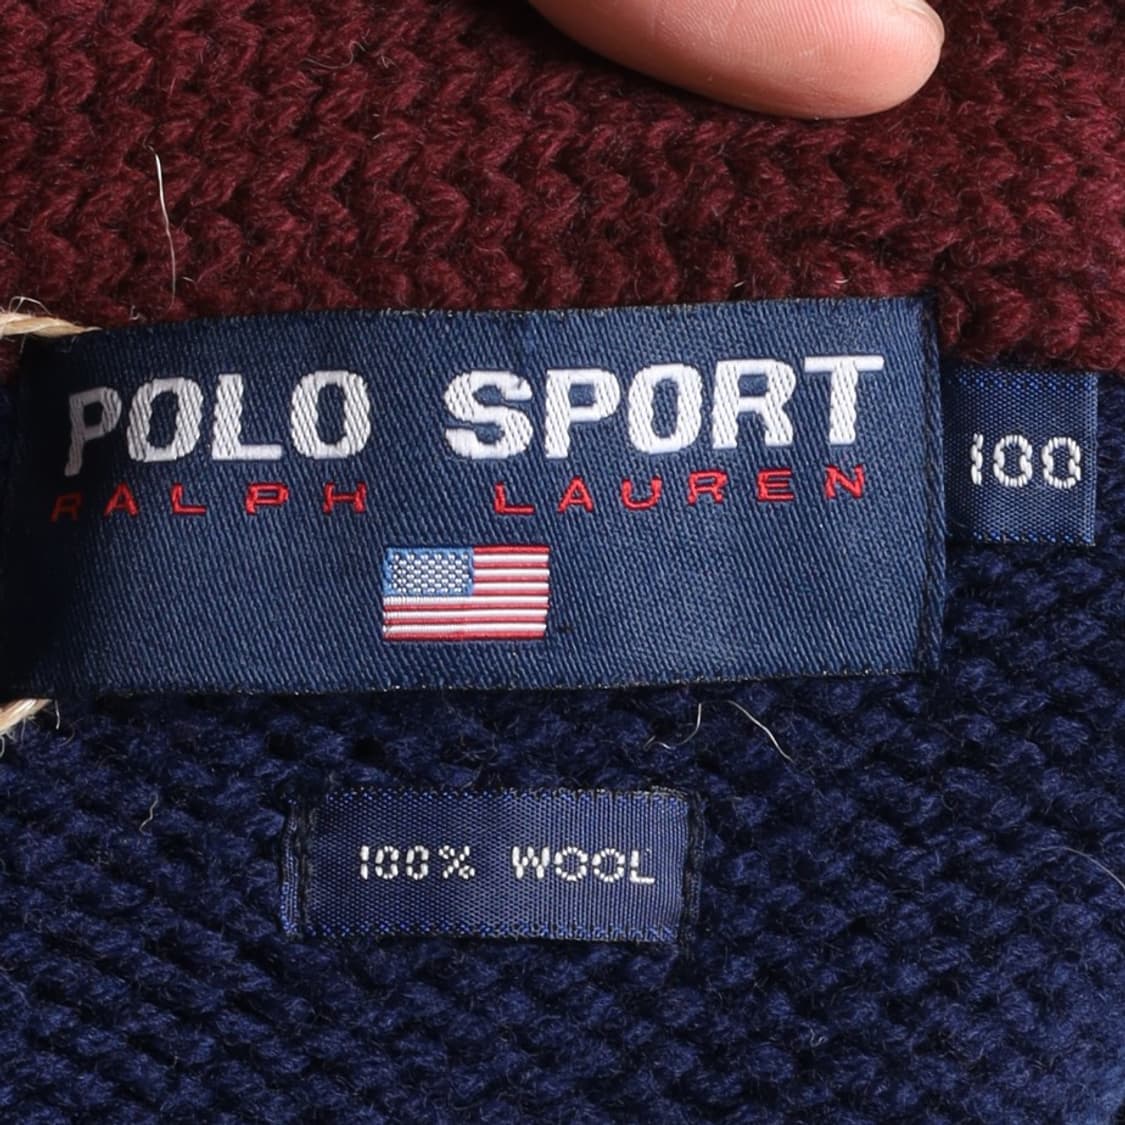 POLO SPORT
RALPH LAUREN
100
100% WOOL